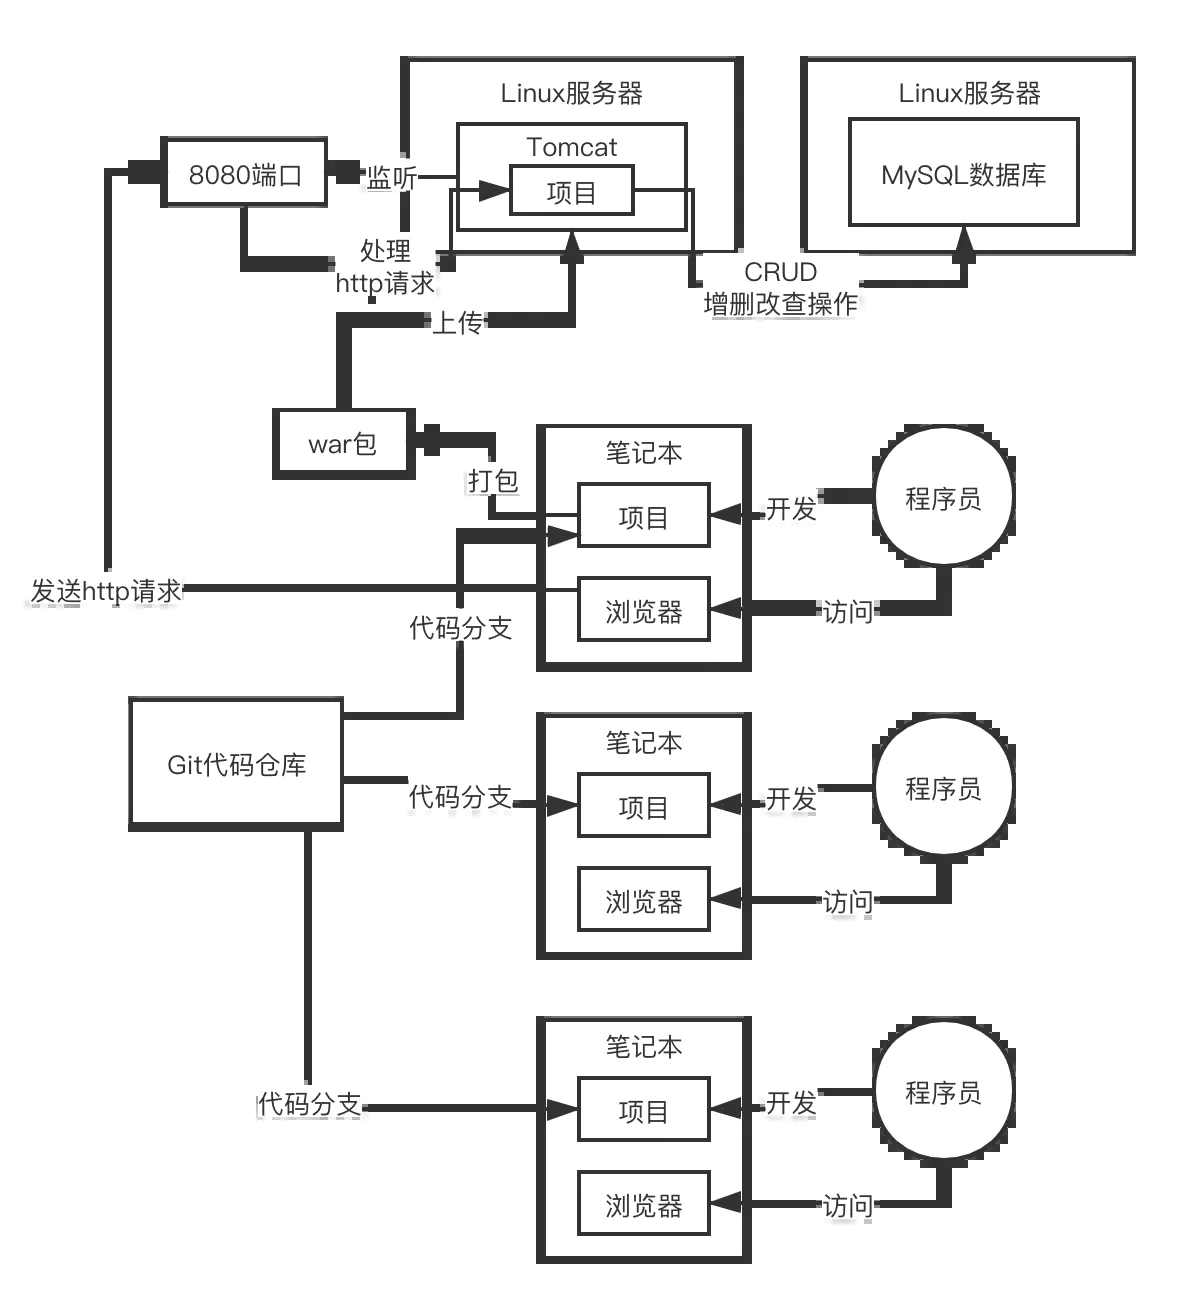 Linux服务器
Linux服务器
Tomcat
8080端口
监听
项目
MySQL数据库
处理
http请求
CRUD
增删改查操作
上传
war包
打包
笔记本
项目
开发
程序员
发送http请求
浏览器
访问
代码分支
Git代码仓库
代码分支
笔记本
项目
开发
程序员
浏览器
访问
代码分支
笔记本
项目
开发
程序员
浏览器
访问